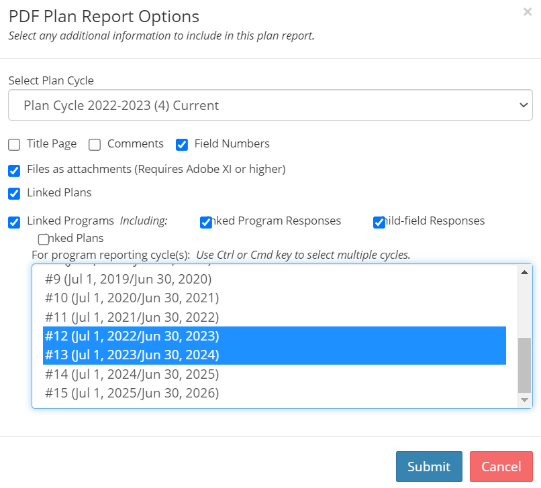 PDF Plan Report Options
×
Select any additional information to include in this plan report.
Select Plan Cycle
Plan Cycle 2022-2023 (4) Current
Title Page Comments Field Numbers
Files as attachments (Requires Adobe XI or higher)
Linked Plans
Linked Programs Including: nked Program Responses ild-field Responses
nked Plans
For program reporting cycle(s): Use Ctrl or Cmd key to select multiple cycles.
#9 (Jul 1, 2019/Jun 30, 2020)
#10 (Jul 1, 2020/Jun 30, 2021)
#11 (Jul 1, 2021/Jun 30, 2022)
#12 (Jul 1, 2022/Jun 30, 2023)
#13 (Jul 1, 2023/Jun 30, 2024)
#14 (Jul 1, 2024/Jun 30, 2025)
#15 (Jul 1, 2025/Jun 30, 2026)
Submit Cancel